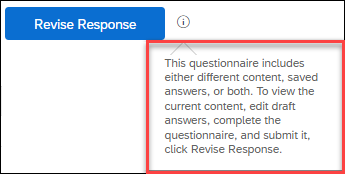 Revise Response
This questionnaire includes
either different content, saved
answers, or both. To view the
current content, edit draft
answers, complete the
questionnaire, and submit it,
click Revise Response.